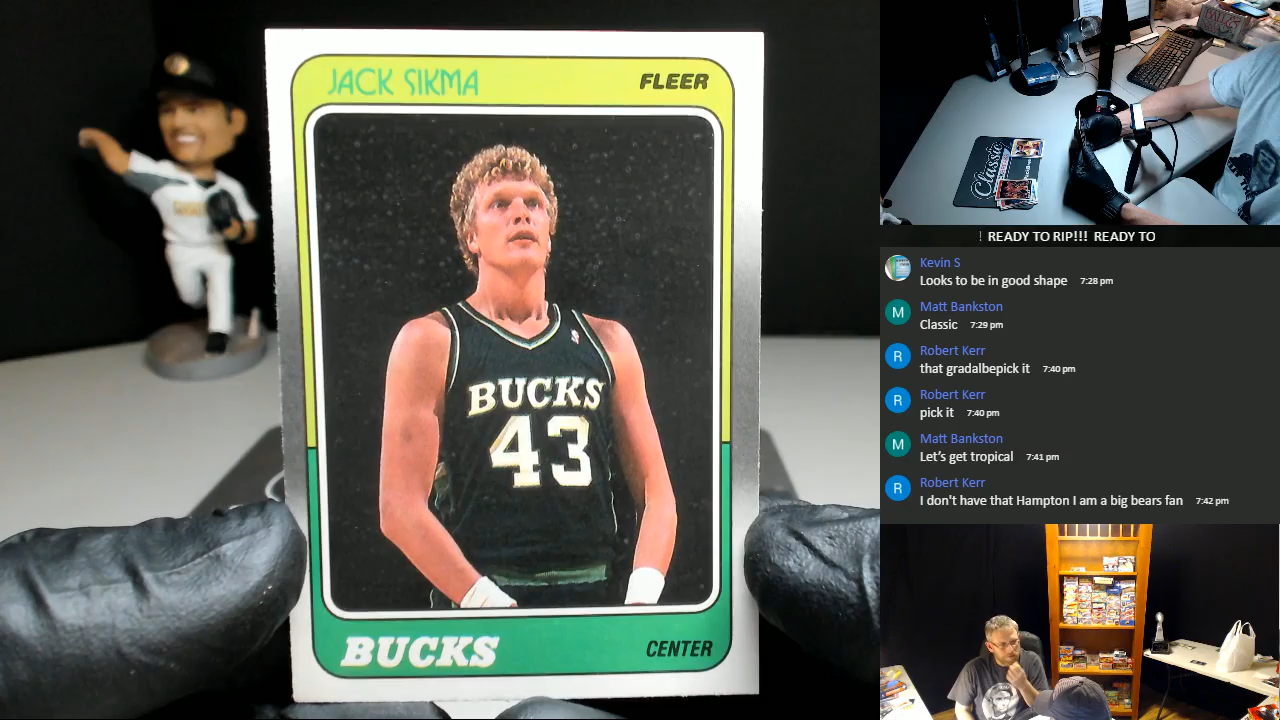 JACK SIKMA
FLEER
BUCKS
43
BUCKS
CENTER
Classic
! READY TO RIP!!! READY TO
Kevin S
Looks to be in good shape 7:28 pm
Matt Bankston
M
Classic 7:29 pm
Robert Kerr
R
that gradalbepick it 7:40 pm
Robert Kerr
R
pick it 7:40 pm
Matt Bankston
M
Let's get tropical 7:41 pm
Robert Kerr
R
I don't have that Hampton I am a big bears fan 7:42 pm